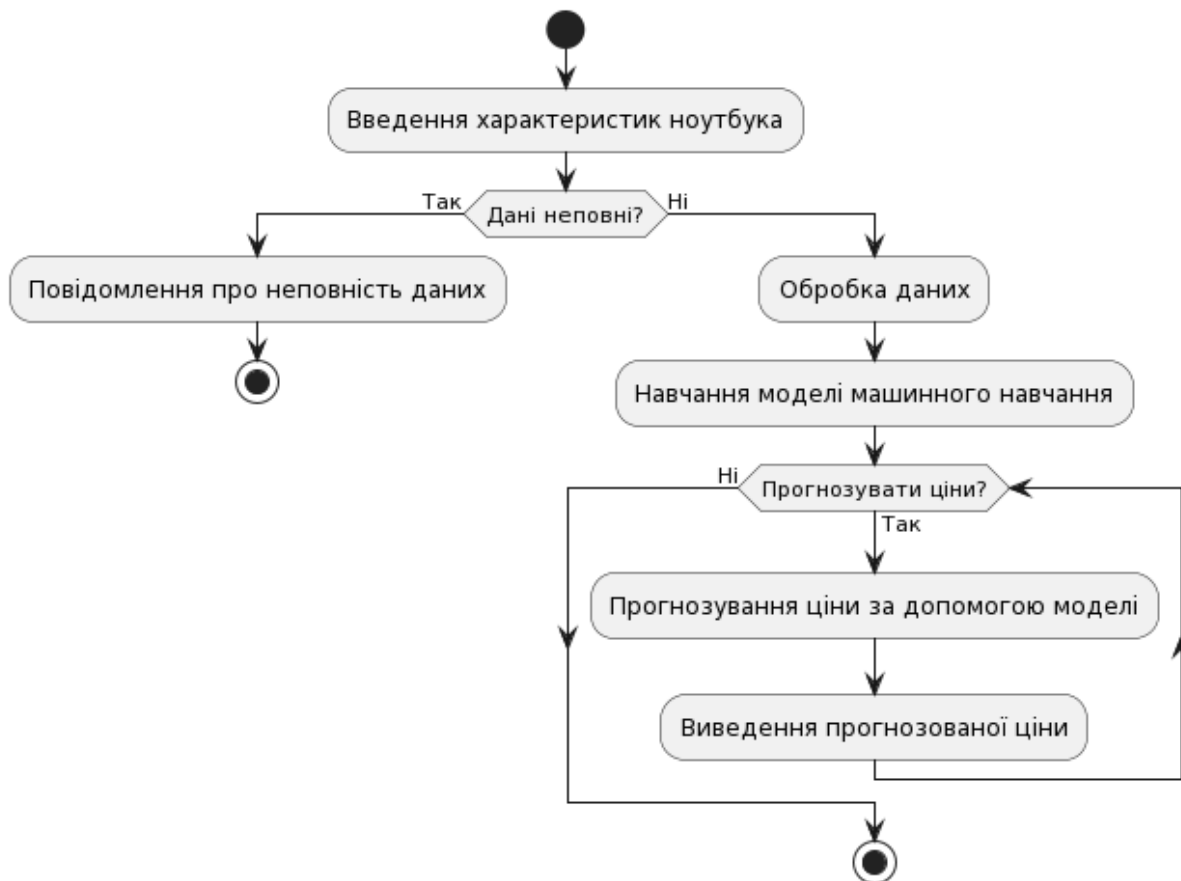 Введення характеристик ноутбука
Так
Дані неповні?
Ні
Повідомлення про неповність даних
Обробка даних
Навчання моделі машинного навчання
Ні
Прогнозувати ціни?
Так
Прогнозування ціни за допомогою моделі
Виведення прогнозованої ціни